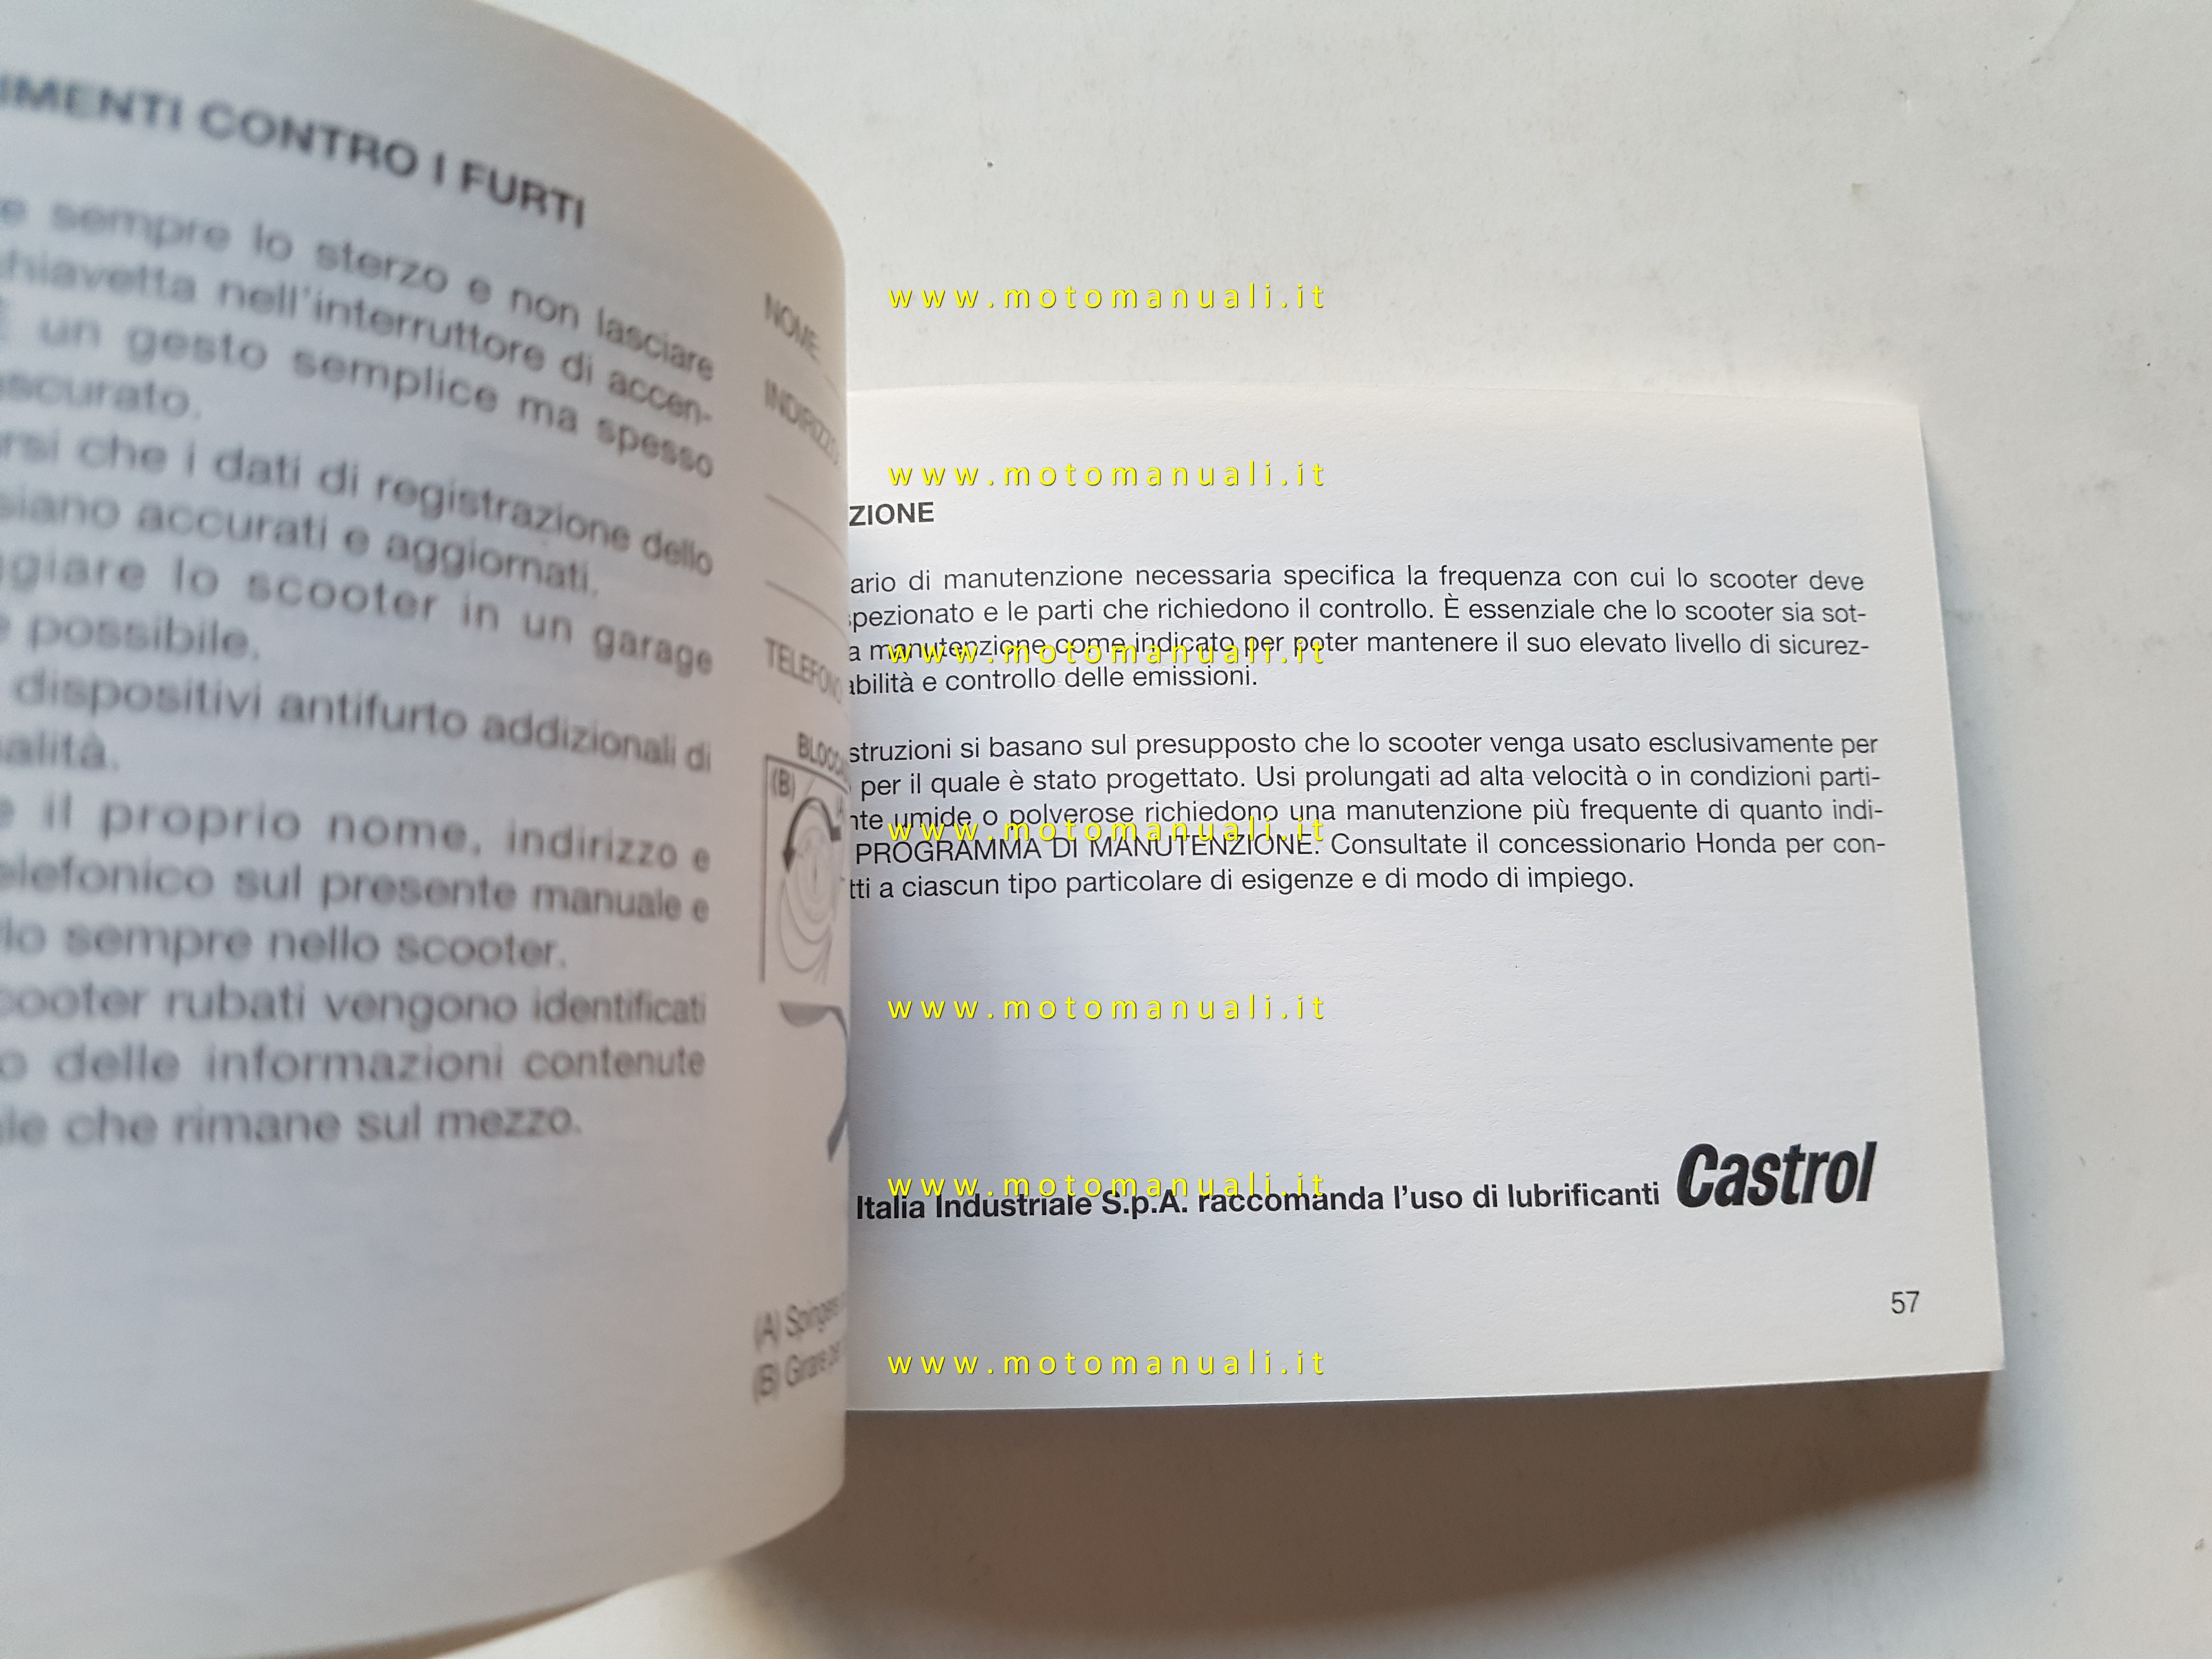 IMENTI CONTRO I FURTI
e sempre lo sterzo e non lasciare
hiavetta nell'interruttore di accen-
È un gesto semplice ma spesso
ascurato.
rsi che i dati di registrazione dello
siano accurati e aggiornati.
ggiare lo scooter in un garage
e possibile.
dispositivi antifurto addizionali di
alità.
e il proprio nome, indirizzo e
elefonico sul presente manuale e
lo sempre nello scooter.
cooter rubati vengono identificati
o delle informazioni contenute
le che rimane sul mezzo.
NOME
INDIRIZZO
TELEFONO
BLOCC
(B)
(A) Spingere
(B) Girare
www.motomanuali.it
www.motomanuali.it
ZIONE
ario di manutenzione necessaria specifica la frequenza con cui lo scooter deve
spezionato e le parti che richiedono il controllo. È essenziale che lo scooter sia sot-
a manutenzione come indicato per poter mantenere il suo elevato livello di sicurez-
www.motomanuali.it
abilità e controllo delle emissioni.
struzioni si basano sul presupposto che lo scooter venga usato esclusivamente per
per il quale è stato progettato. Usi prolungati ad alta velocità o in condizioni parti-
nte umide o polverose richiedono una manutenzione più frequente di quanto indi-
www.motomanuali.it
PROGRAMMA DI MANUTENZIONE. Consultate il concessionario Honda per con-
tti a ciascun tipo particolare di esigenze e di modo di impiego.
www.motomanuali.it
www.motomanuali.it
Italia Industriale S.p.A. raccomanda l'uso di lubrificanti Castrol
57
www.motomanuali.it